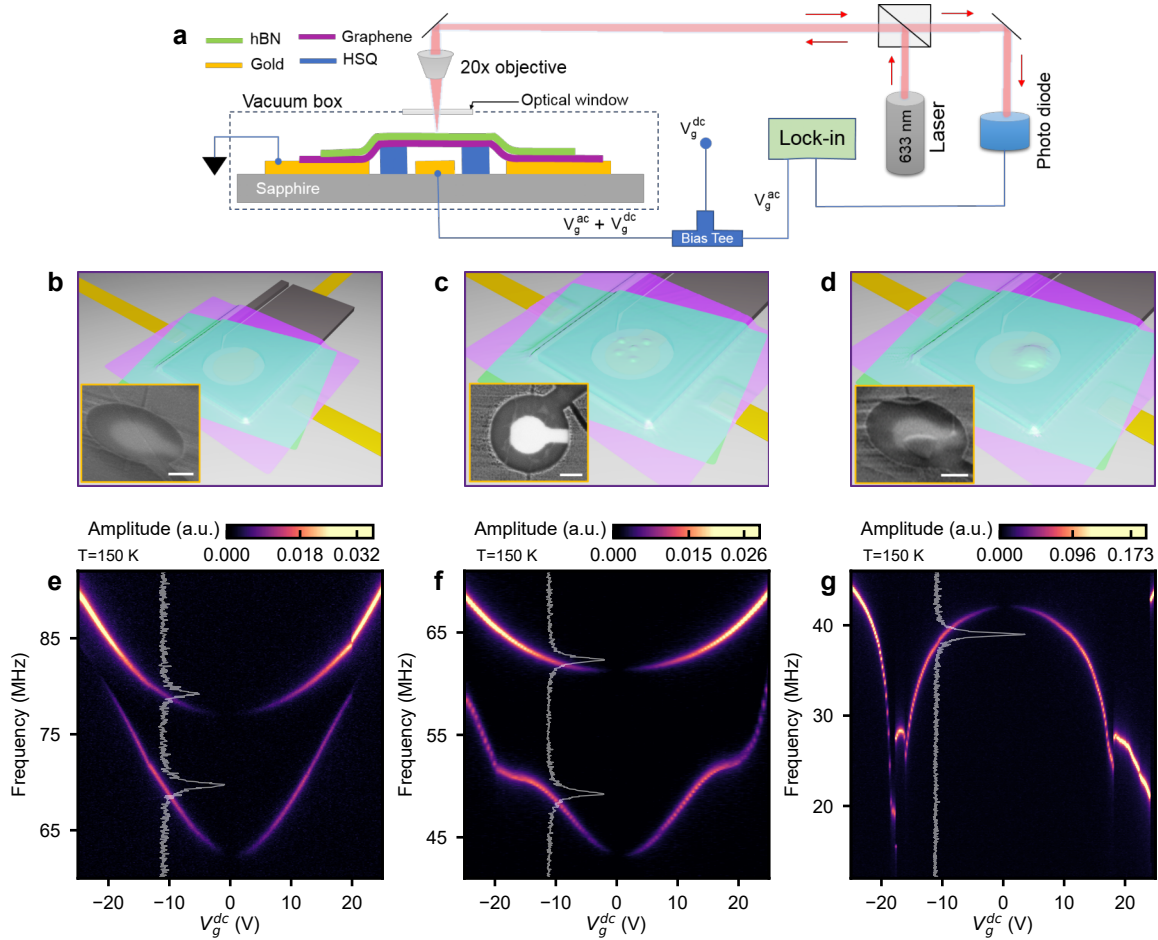 a
hBN
Graphene
Gold
HSQ
20x objective
Vacuum box
Optical window
Sapphire
V_g^ac + V_g^dc
V_g^dc
Bias Tee
V_g^ac
Lock-in
633 nm
Laser
Photo diode
b
c
d
Amplitude (a.u.)
T=150 K
0.000 0.018 0.032
Amplitude (a.u.)
T=150 K
0.000 0.015 0.026
Amplitude (a.u.)
T=150 K
0.000 0.096 0.173
e
Frequency (MHz)
85
75
65
−20 −10 0 10 20
V_g^dc (V)
f
Frequency (MHz)
65
55
45
−20 −10 0 10 20
V_g^dc (V)
g
Frequency (MHz)
40
30
20
−20 −10 0 10 20
V_g^dc (V)